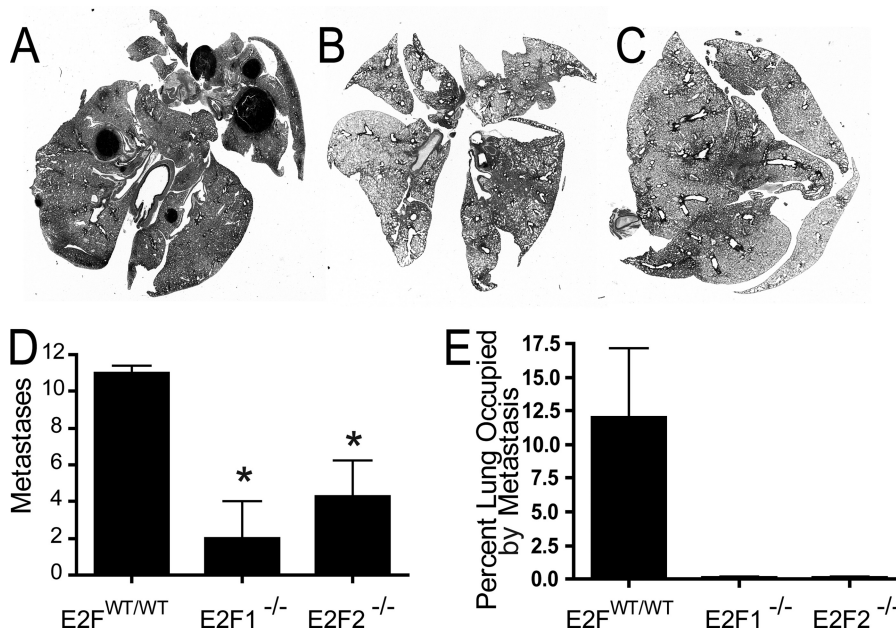 A
B
C
D
Metastases
12
10
8
6
4
2
0
*
*
E2F^WT/WT
E2F1 -/-
E2F2 -/-
E
Percent Lung Occupied
by Metastasis
17.5
15.0
12.5
10.0
7.5
5.0
2.5
0.0
E2F^WT/WT
E2F1 -/-
E2F2 -/-